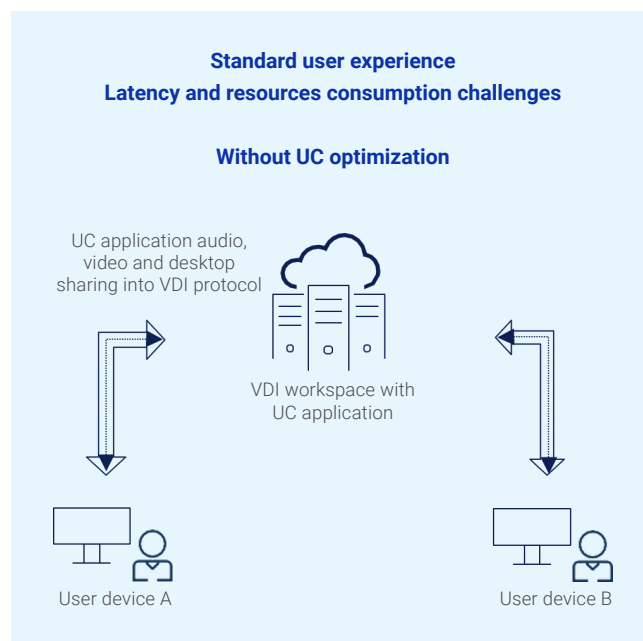 Standard user experience
Latency and resources consumption challenges
Without UC optimization
UC application audio,
video and desktop
sharing into VDI protocol
VDI workspace with
UC application
User device A
User device B